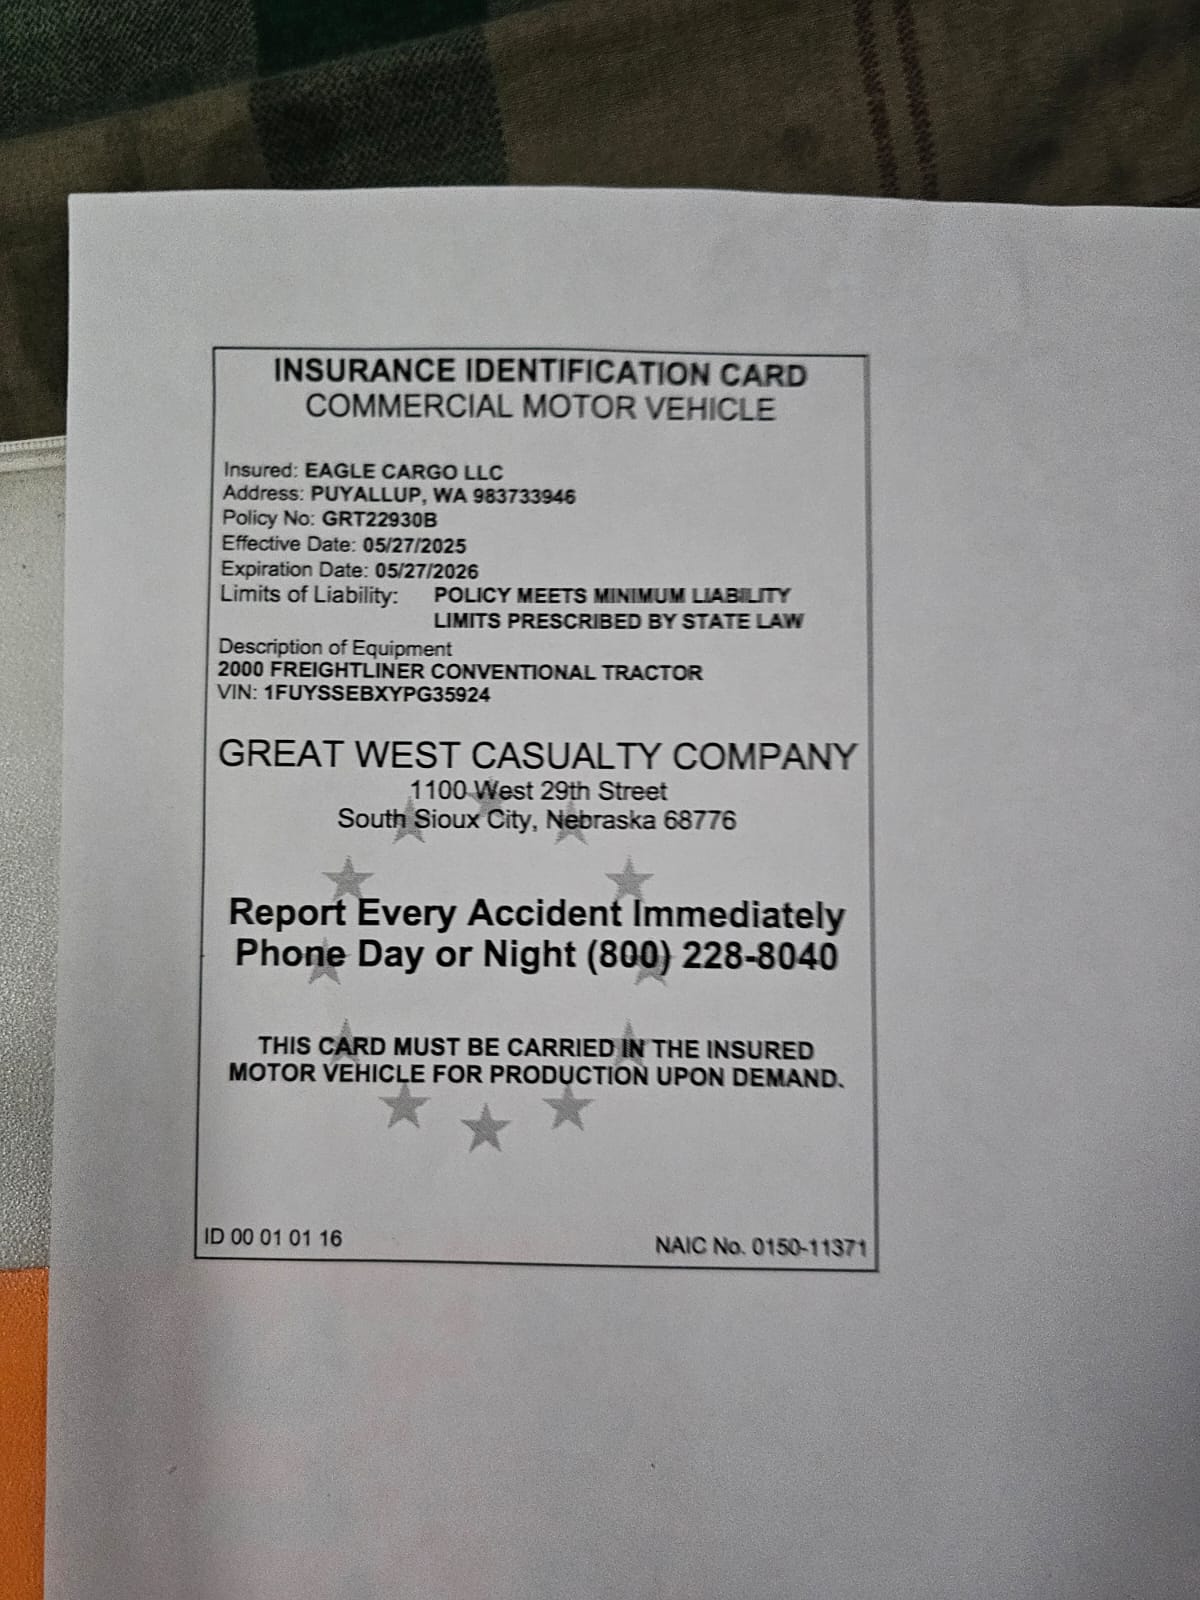 INSURANCE IDENTIFICATION CARD
COMMERCIAL MOTOR VEHICLE
Insured: EAGLE CARGO LLC
Address: PUYALLUP, WA 983733946
Policy No: GRT22930B
Effective Date: 05/27/2025
Expiration Date: 05/27/2026
Limits of Liability: POLICY MEETS MINIMUM LIABILITY
LIMITS PRESCRIBED BY STATE LAW
Description of Equipment
2000 FREIGHTLINER CONVENTIONAL TRACTOR
VIN: 1FUYSSEBXYPG35924
GREAT WEST CASUALTY COMPANY
1100 West 29th Street
South Sioux City, Nebraska 68776
Report Every Accident Immediately
Phone Day or Night (800) 228-8040
THIS CARD MUST BE CARRIED IN THE INSURED
MOTOR VEHICLE FOR PRODUCTION UPON DEMAND.
ID 00 01 01 16
NAIC No. 0150-11371